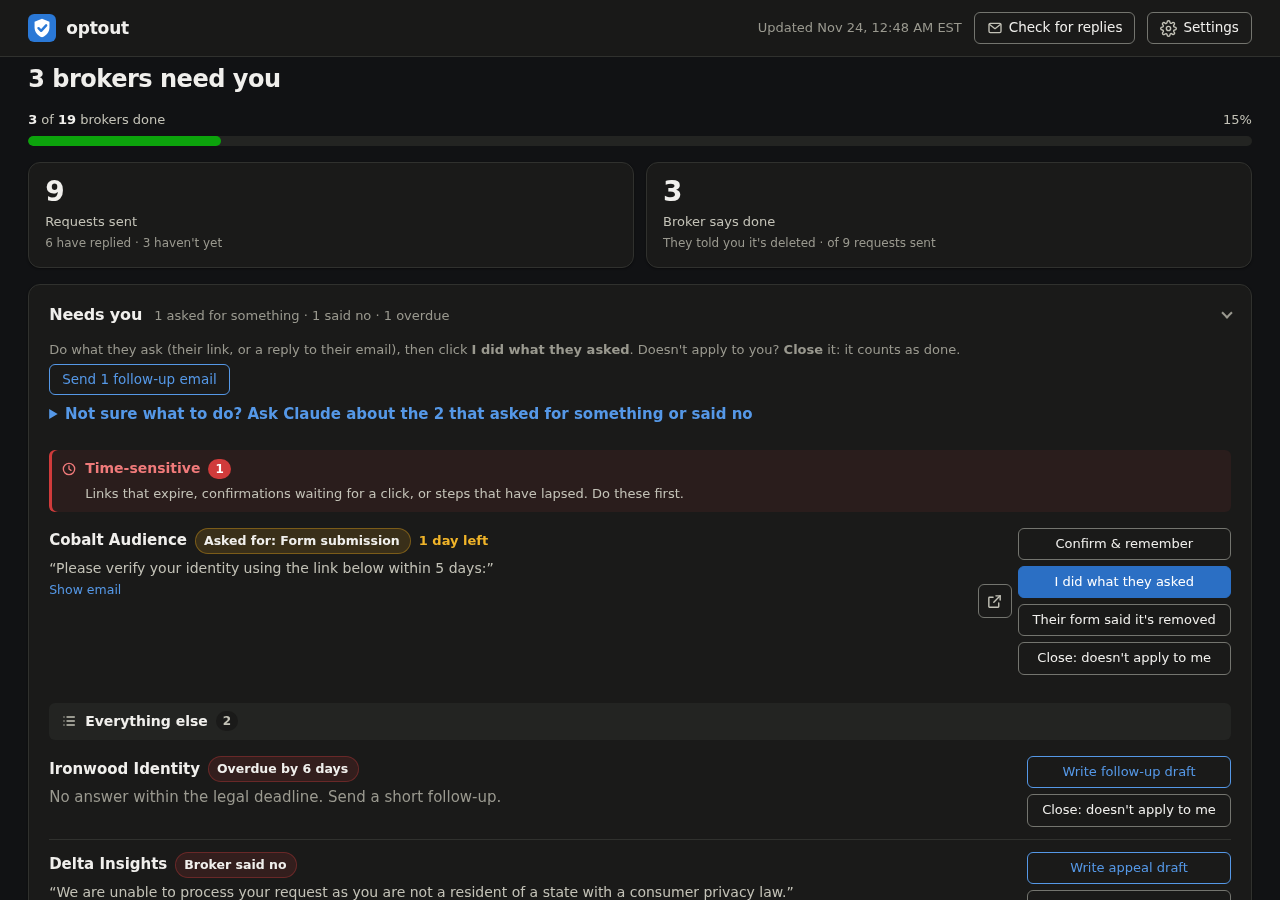 optout
Updated Nov 24, 12:48 AM EST
Check for replies
Settings
3 brokers need you
3 of 19 brokers done
15%
9
Requests sent
6 have replied · 3 haven't yet
3
Broker says done
They told you it's deleted · of 9 requests sent
Needs you
1 asked for something · 1 said no · 1 overdue
Do what they ask (their link, or a reply to their email), then click I did what they asked. Doesn't apply to you? Close it: it counts as done.
Send 1 follow-up email
Not sure what to do? Ask Claude about the 2 that asked for something or said no
Time-sensitive 1
Links that expire, confirmations waiting for a click, or steps that have lapsed. Do these first.
Cobalt Audience
Asked for: Form submission
1 day left
“Please verify your identity using the link below within 5 days:”
Show email
Confirm & remember
I did what they asked
Their form said it's removed
Close: doesn't apply to me
Everything else 2
Ironwood Identity
Overdue by 6 days
No answer within the legal deadline. Send a short follow-up.
Write follow-up draft
Close: doesn't apply to me
Delta Insights
Broker said no
“We are unable to process your request as you are not a resident of a state with a consumer privacy law.”
Write appeal draft